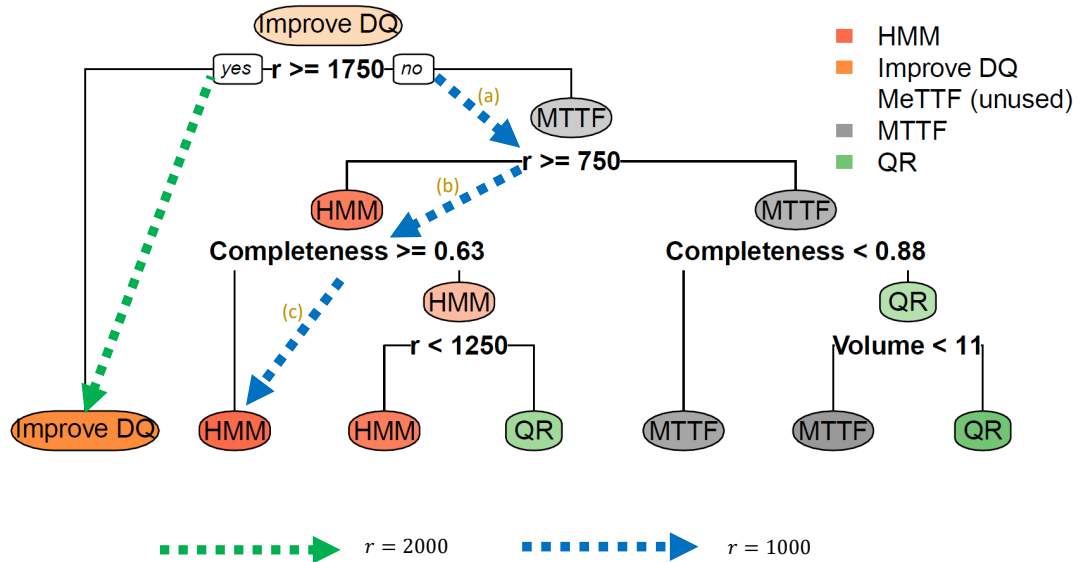 Improve DQ
yes r >= 1750 no
HMM
Improve DQ
MeTTF (unused)
MTTF
QR
(a)
MTTF
r >= 750
(b)
HMM
MTTF
Completeness >= 0.63
Completeness < 0.88
(c)
HMM
QR
r < 1250
Volume < 11
Improve DQ
HMM
HMM
QR
MTTF
MTTF
QR
r = 2000
r = 1000